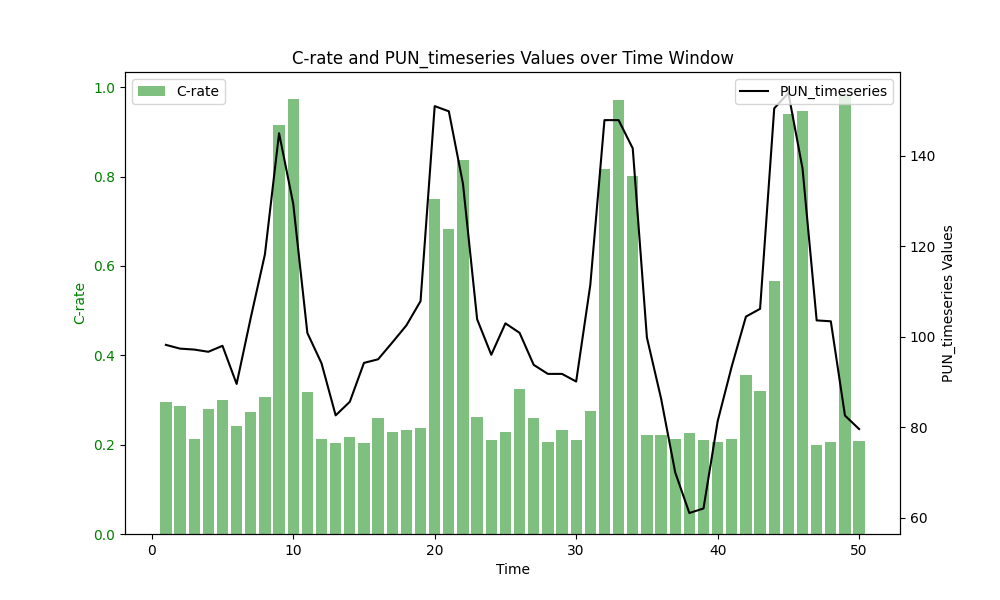 C-rate and PUN_timeseries Values over Time Window
C-rate
PUN_timeseries
1.0
0.8
0.6
0.4
0.2
0.0
C-rate
140
120
100
80
60
PUN_timeseries Values
0
10
20
30
40
50
Time